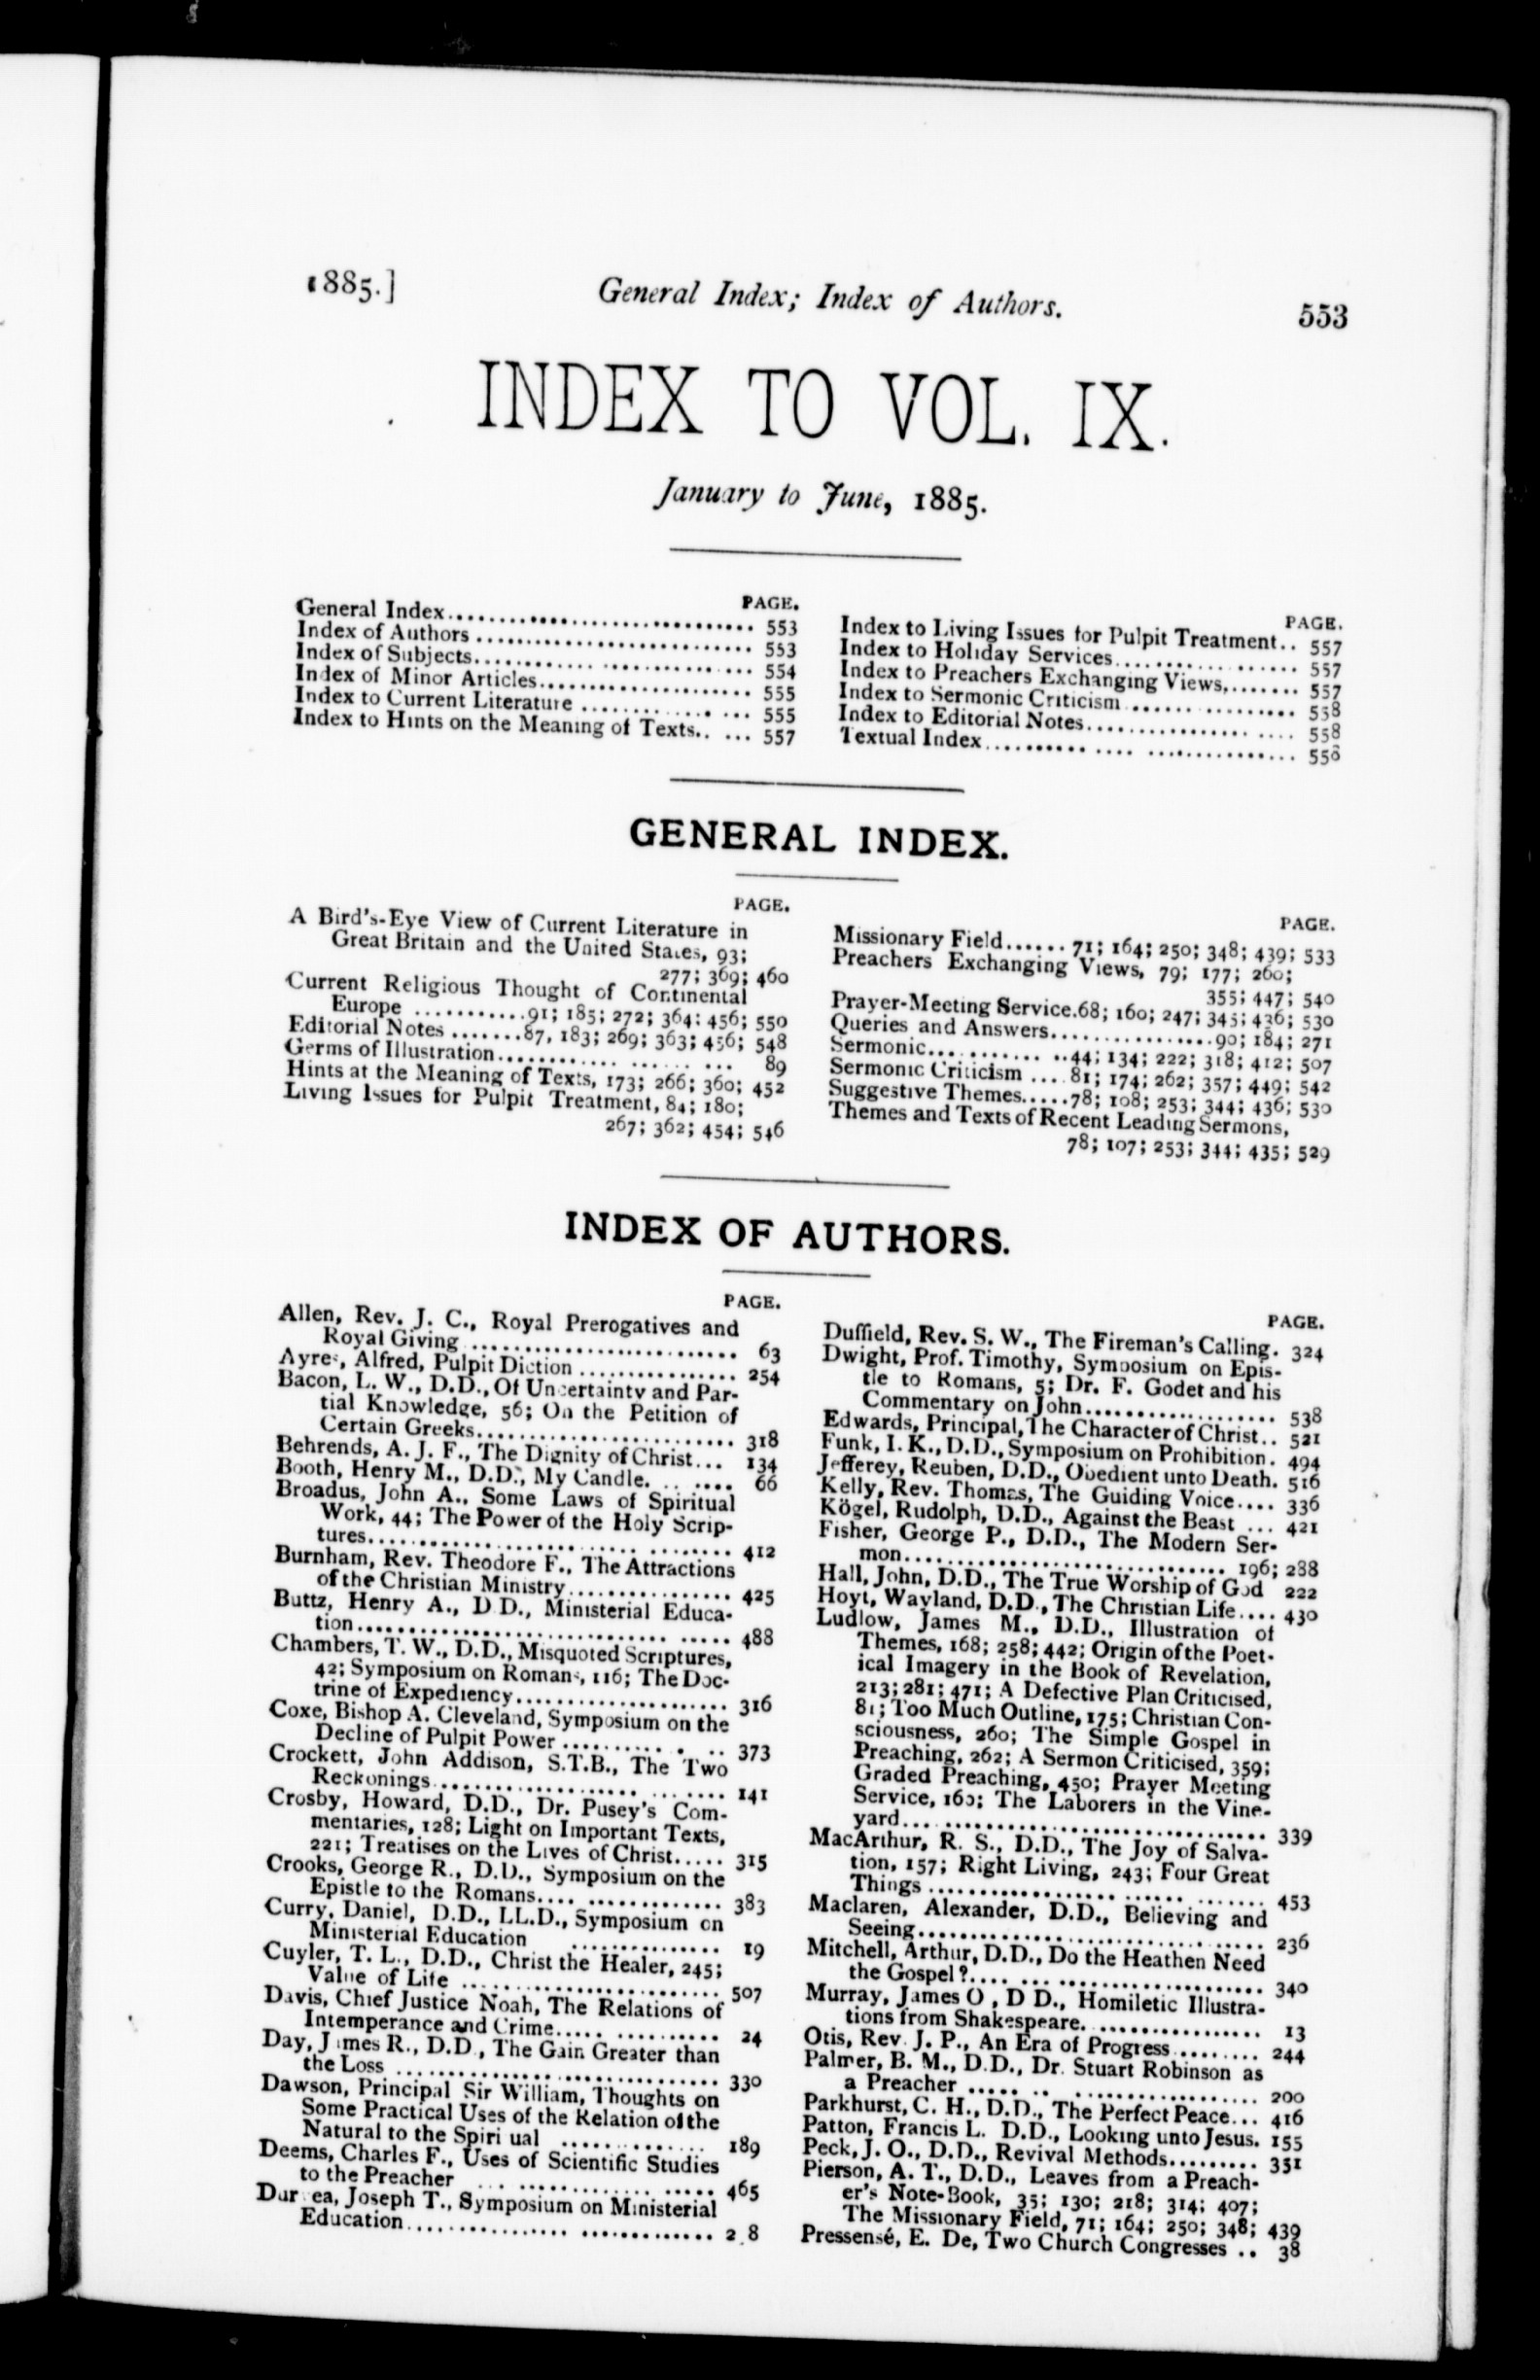 1885.] General Index; Index of Authors. 553
INDEX TO VOL. IX.
January to June, 1885.
PAGE.
General Index.............................. 553
Index of Authors .......................... 553
Index of Subjects.......................... 554
Index of Minor Articles.................... 555
Index to Current Literature ............... 555
Index to Hints on the Meaning of Texts.. ... 557
PAGE.
Index to Living Issues for Pulpit Treatment.. 557
Index to Holiday Services.................. 557
Index to Preachers Exchanging Views,....... 557
Index to Sermonic Criticism ............... 558
Index to Editorial Notes................... 558
Textual Index.............................. 558
GENERAL INDEX.
PAGE.
A Bird's-Eye View of Current Literature in
Great Britain and the United States, 93;
277; 369; 460
Current Religious Thought of Continental
Europe ...........91; 185; 272; 364; 456; 550
Editorial Notes .......87, 183; 269; 363; 456; 548
Germs of Illustration...................... 89
Hints at the Meaning of Texts, 173; 266; 360; 452
Living Issues for Pulpit Treatment, 84; 180;
267; 362; 454; 546
PAGE.
Missionary Field...... 71; 164; 250; 348; 439; 533
Preachers Exchanging Views, 79; 177; 260;
355; 447; 540
Prayer-Meeting Service.68; 160; 247; 345; 436; 530
Queries and Answers................90; 184; 271
Sermonic.............44; 134; 222; 318; 412; 507
Sermonic Criticism ....81; 174; 262; 357; 449; 542
Suggestive Themes.....78; 108; 253; 344; 436; 530
Themes and Texts of Recent Leading Sermons,
78; 107; 253; 344; 435; 529
INDEX OF AUTHORS.
PAGE.
Allen, Rev. J. C., Royal Prerogatives and
Royal Giving .......................... 63
Ayres, Alfred, Pulpit Diction ................ 254
Bacon, L. W., D.D., Of Uncertainty and Par-
tial Knowledge, 56; On the Petition of
Certain Greeks......................... 318
Behrends, A. J. F., The Dignity of Christ... 134
Booth, Henry M., D.D., My Candle. .. .... 66
Broadus, John A., Some Laws of Spiritual
Work, 44; The Power of the Holy Scrip-
tures.................................. 412
Burnham, Rev. Theodore F., The Attractions
of the Christian Ministry................ 425
Buttz, Henry A., D D., Ministerial Educa-
tion................................... 488
Chambers, T. W., D.D., Misquoted Scriptures,
42; Symposium on Romans, 116; The Doc-
trine of Expediency..................... 316
Coxe, Bishop A. Cleveland, Symposium on the
Decline of Pulpit Power ............ .. 373
Crockett, John Addison, S.T.B., The Two
Reckonings............................ 141
Crosby, Howard, D.D., Dr. Pusey's Com-
mentaries, 128; Light on Important Texts,
221; Treatises on the Lives of Christ..... 315
Crooks, George R., D.D., Symposium on the
Epistle to the Romans.................. 383
Curry, Daniel, D.D., LL.D., Symposium on
Ministerial Education ............... 19
Cuyler, T. L., D.D., Christ the Healer, 245;
Value of Life .......................... 507
Davis, Chief Justice Noah, The Relations of
Intemperance and Crime..... .......... 24
Day, James R., D.D., The Gain Greater than
the Loss .............................. 330
Dawson, Principal Sir William, Thoughts on
Some Practical Uses of the Relation of the
Natural to the Spiri ual .............. 189
Deems, Charles F., Uses of Scientific Studies
to the Preacher ....................... 465
Dur ea, Joseph T., Symposium on Ministerial
Education............................. 2 8
PAGE.
Duffield, Rev. S. W., The Fireman's Calling. 324
Dwight, Prof. Timothy, Symposium on Epis-
tle to Romans, 5; Dr. F. Godet and his
Commentary on John................... 538
Edwards, Principal, The Character of Christ.. 521
Funk, I. K., D.D., Symposium on Prohibition. 494
Jefferey, Reuben, D.D., Obedient unto Death. 516
Kelly, Rev. Thomas, The Guiding Voice.... 336
Kögel, Rudolph, D.D., Against the Beast ... 421
Fisher, George P., D.D., The Modern Ser-
mon.............................. 196; 288
Hall, John, D.D., The True Worship of God 222
Hoyt, Wayland, D.D., The Christian Life.... 430
Ludlow, James M., D.D., Illustration of
Themes, 168; 258; 442; Origin of the Poet-
ical Imagery in the Book of Revelation,
213; 281; 471; A Defective Plan Criticised,
81; Too Much Outline, 175; Christian Con-
sciousness, 260; The Simple Gospel in
Preaching, 262; A Sermon Criticised, 359;
Graded Preaching, 450; Prayer Meeting
Service, 160; The Laborers in the Vine-
yard................................... 339
MacArthur, R. S., D.D., The Joy of Salva-
tion, 157; Right Living, 243; Four Great
Things ................................ 453
Maclaren, Alexander, D.D., Believing and
Seeing................................. 236
Mitchell, Arthur, D.D., Do the Heathen Need
the Gospel?............................ 340
Murray, James O , D D., Homiletic Illustra-
tions from Shakespeare. ................ 13
Otis, Rev. J. P., An Era of Progress......... 244
Palmer, B. M., D.D., Dr. Stuart Robinson as
a Preacher ............................ 200
Parkhurst, C. H., D.D., The Perfect Peace... 416
Patton, Francis L. D.D., Looking unto Jesus. 155
Peck, J. O., D.D., Revival Methods......... 351
Pierson, A. T., D.D., Leaves from a Preach-
er's Note-Book, 35; 130; 218; 314; 407;
The Missionary Field, 71; 164; 250; 348; 439
Pressensé, E. De, Two Church Congresses .. 38